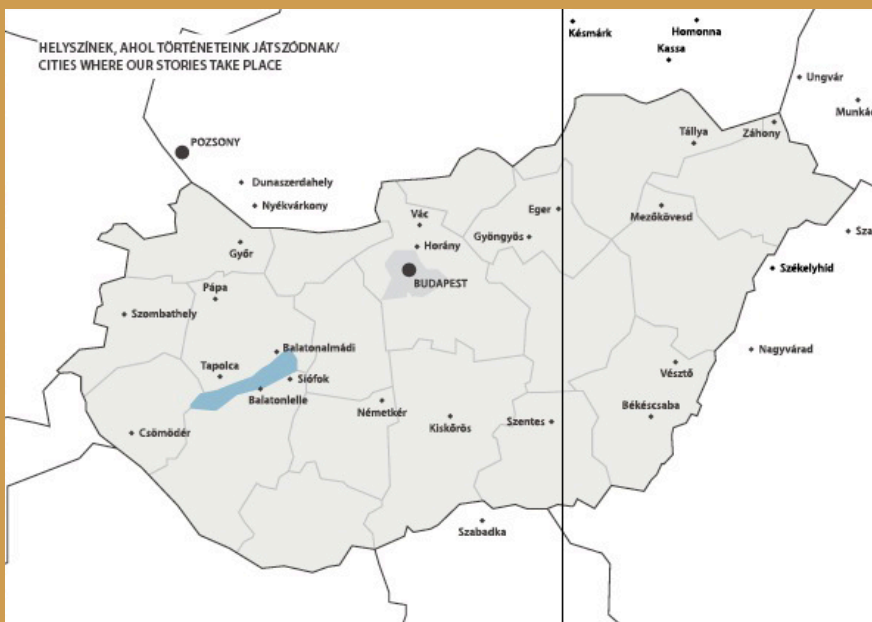 HELYSZÍNEK, AHOL TÖRTÉNETEINK JÁTSZÓDNAK/
CITIES WHERE OUR STORIES TAKE PLACE
Késmárk
Homonna
Kassa
Ungvár
Munkác
POZSONY
Tállya
Záhony
Dunaszerdahely
Nyékvárkony
Vác
Eger
Mezőkövesd
Győr
Horány
Gyöngyös
Sza
Székelyhíd
BUDAPEST
Pápa
Szombathely
Balatonalmádi
Nagyvárad
Tapolca
Siófok
Vésztő
Balatonlelle
Németkér
Békéscsaba
Kiskőrös
Szentes
Csömödér
Szabadka